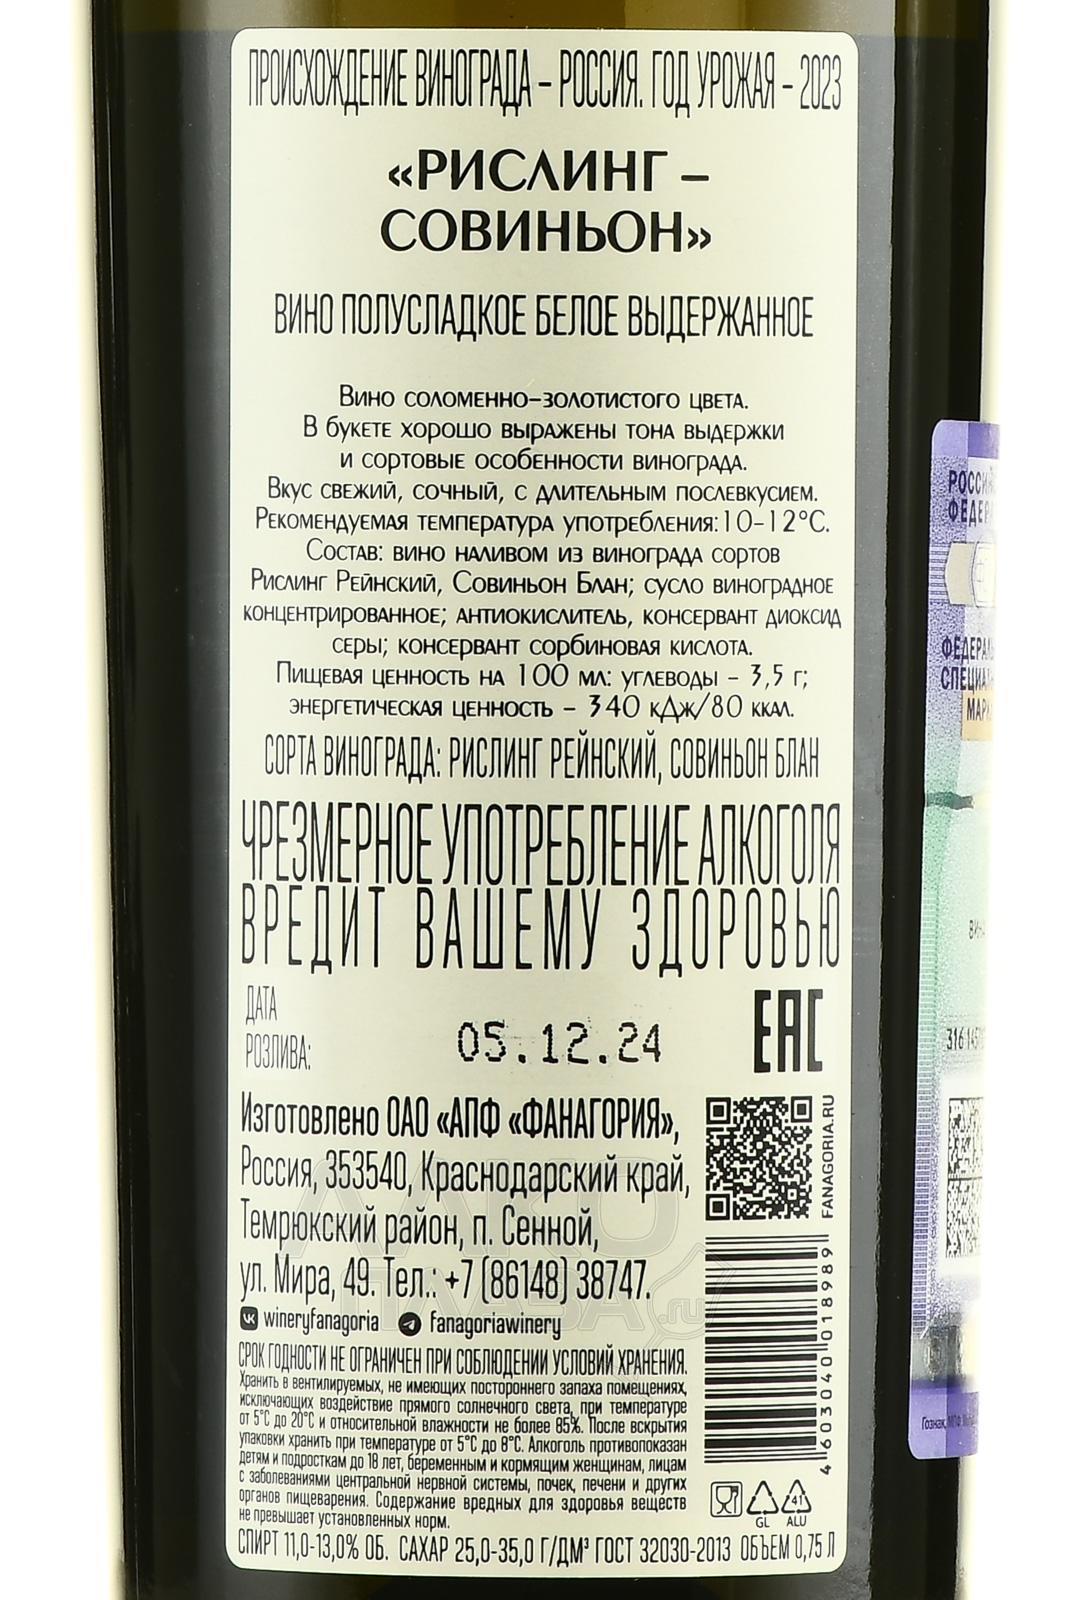 ПРОИСХОЖДЕНИЕ ВИНОГРАДА – РОССИЯ. ГОД УРОЖАЯ – 2023
«РИСЛИНГ –
СОВИНЬОН»
ВИНО ПОЛУСЛАДКОЕ БЕЛОЕ ВЫДЕРЖАННОЕ
Вино соломенно-золотистого цвета.
В букете хорошо выражены тона выдержки
и сортовые особенности винограда.
Вкус свежий, сочный, с длительным послевкусием.
Рекомендуемая температура употребления: 10-12°С.
Состав: вино наливом из винограда сортов
Рислинг Рейнский, Совиньон Блан; сусло виноградное
концентрированное; антиокислитель, консервант диоксид
серы; консервант сорбиновая кислота.
Пищевая ценность на 100 мл: углеводы – 3,5 г;
энергетическая ценность – 340 кДж/80 ккал.
СОРТА ВИНОГРАДА: РИСЛИНГ РЕЙНСКИЙ, СОВИНЬОН БЛАН
ЧРЕЗМЕРНОЕ УПОТРЕБЛЕНИЕ АЛКОГОЛЯ
ВРЕДИТ ВАШЕМУ ЗДОРОВЬЮ
ДАТА
РОЗЛИВА:
05.12.24
ЕАС
Изготовлено ОАО «АПФ «ФАНАГОРИЯ»,
Россия, 353540, Краснодарский край,
Темрюкский район, п. Сенной,
ул. Мира, 49. Тел.: +7 (86148) 38747.
wineryfanagoria fanagoriawinery
FANAGORIA.RU
4603040018989
СРОК ГОДНОСТИ НЕ ОГРАНИЧЕН ПРИ СОБЛЮДЕНИИ УСЛОВИЙ ХРАНЕНИЯ.
Хранить в вентилируемых, не имеющих постороннего запаха помещениях,
исключающих воздействие прямого солнечного света, при температуре
от 5°С до 20°С и относительной влажности не более 85%. После вскрытия
упаковки хранить при температуре от 5°С до 8°С. Алкоголь противопоказан
детям и подросткам до 18 лет, беременным и кормящим женщинам, лицам
с заболеваниями центральной нервной системы, почек, печени и других
органов пищеварения. Содержание вредных для здоровья веществ
не превышает установленных норм.
GL
41
ALU
СПИРТ 11,0-13,0% ОБ. САХАР 25,0-35,0 Г/ДМ³ ГОСТ 32030-2013 ОБЪЕМ 0,75 Л
АЛКО
ПЛАЗА.ru